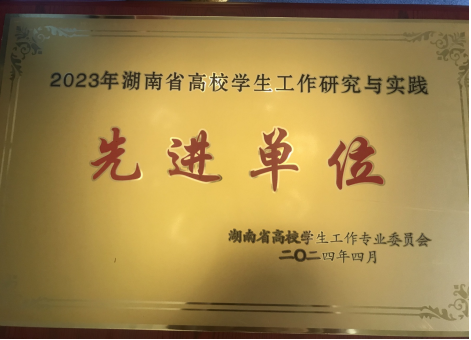 2023年湖南省高校学生工作研究与实践
先进单位
湖南省高校学生工作专业委员会
二〇二四年四月